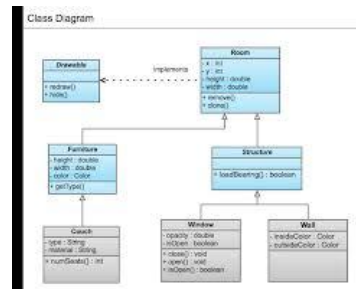 Class Diagram
Room
- x : int
- y : int
- height : double
- width : double
+ remove()
+ clone()
Drawable
+ redraw()
+ hide()
implements
Furniture
- height : double
- width : double
- color : Color
+ getType()
Structure
+ loadBearing() : boolean
Couch
- type : String
- material : String
+ numSeats() : int
Window
- opacity : double
- isOpen : boolean
+ close() : void
+ open() : void
+ isOpen() : boolean
Wall
- insideColor : Color
- outsideColor : Color